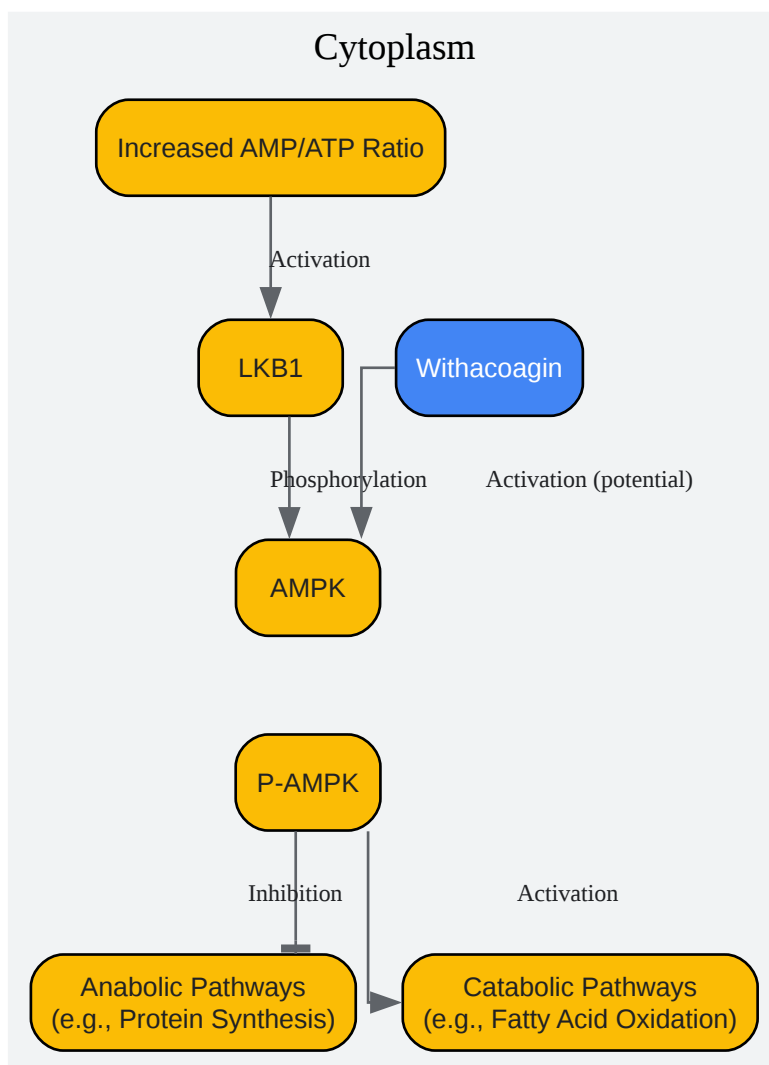 Cytoplasm
Increased AMP/ATP Ratio
Activation
LKB1
Withacoagin
Phosphorylation
Activation (potential)
AMPK
P-AMPK
Inhibition
Activation
Anabolic Pathways
(e.g., Protein Synthesis)
Catabolic Pathways
(e.g., Fatty Acid Oxidation)